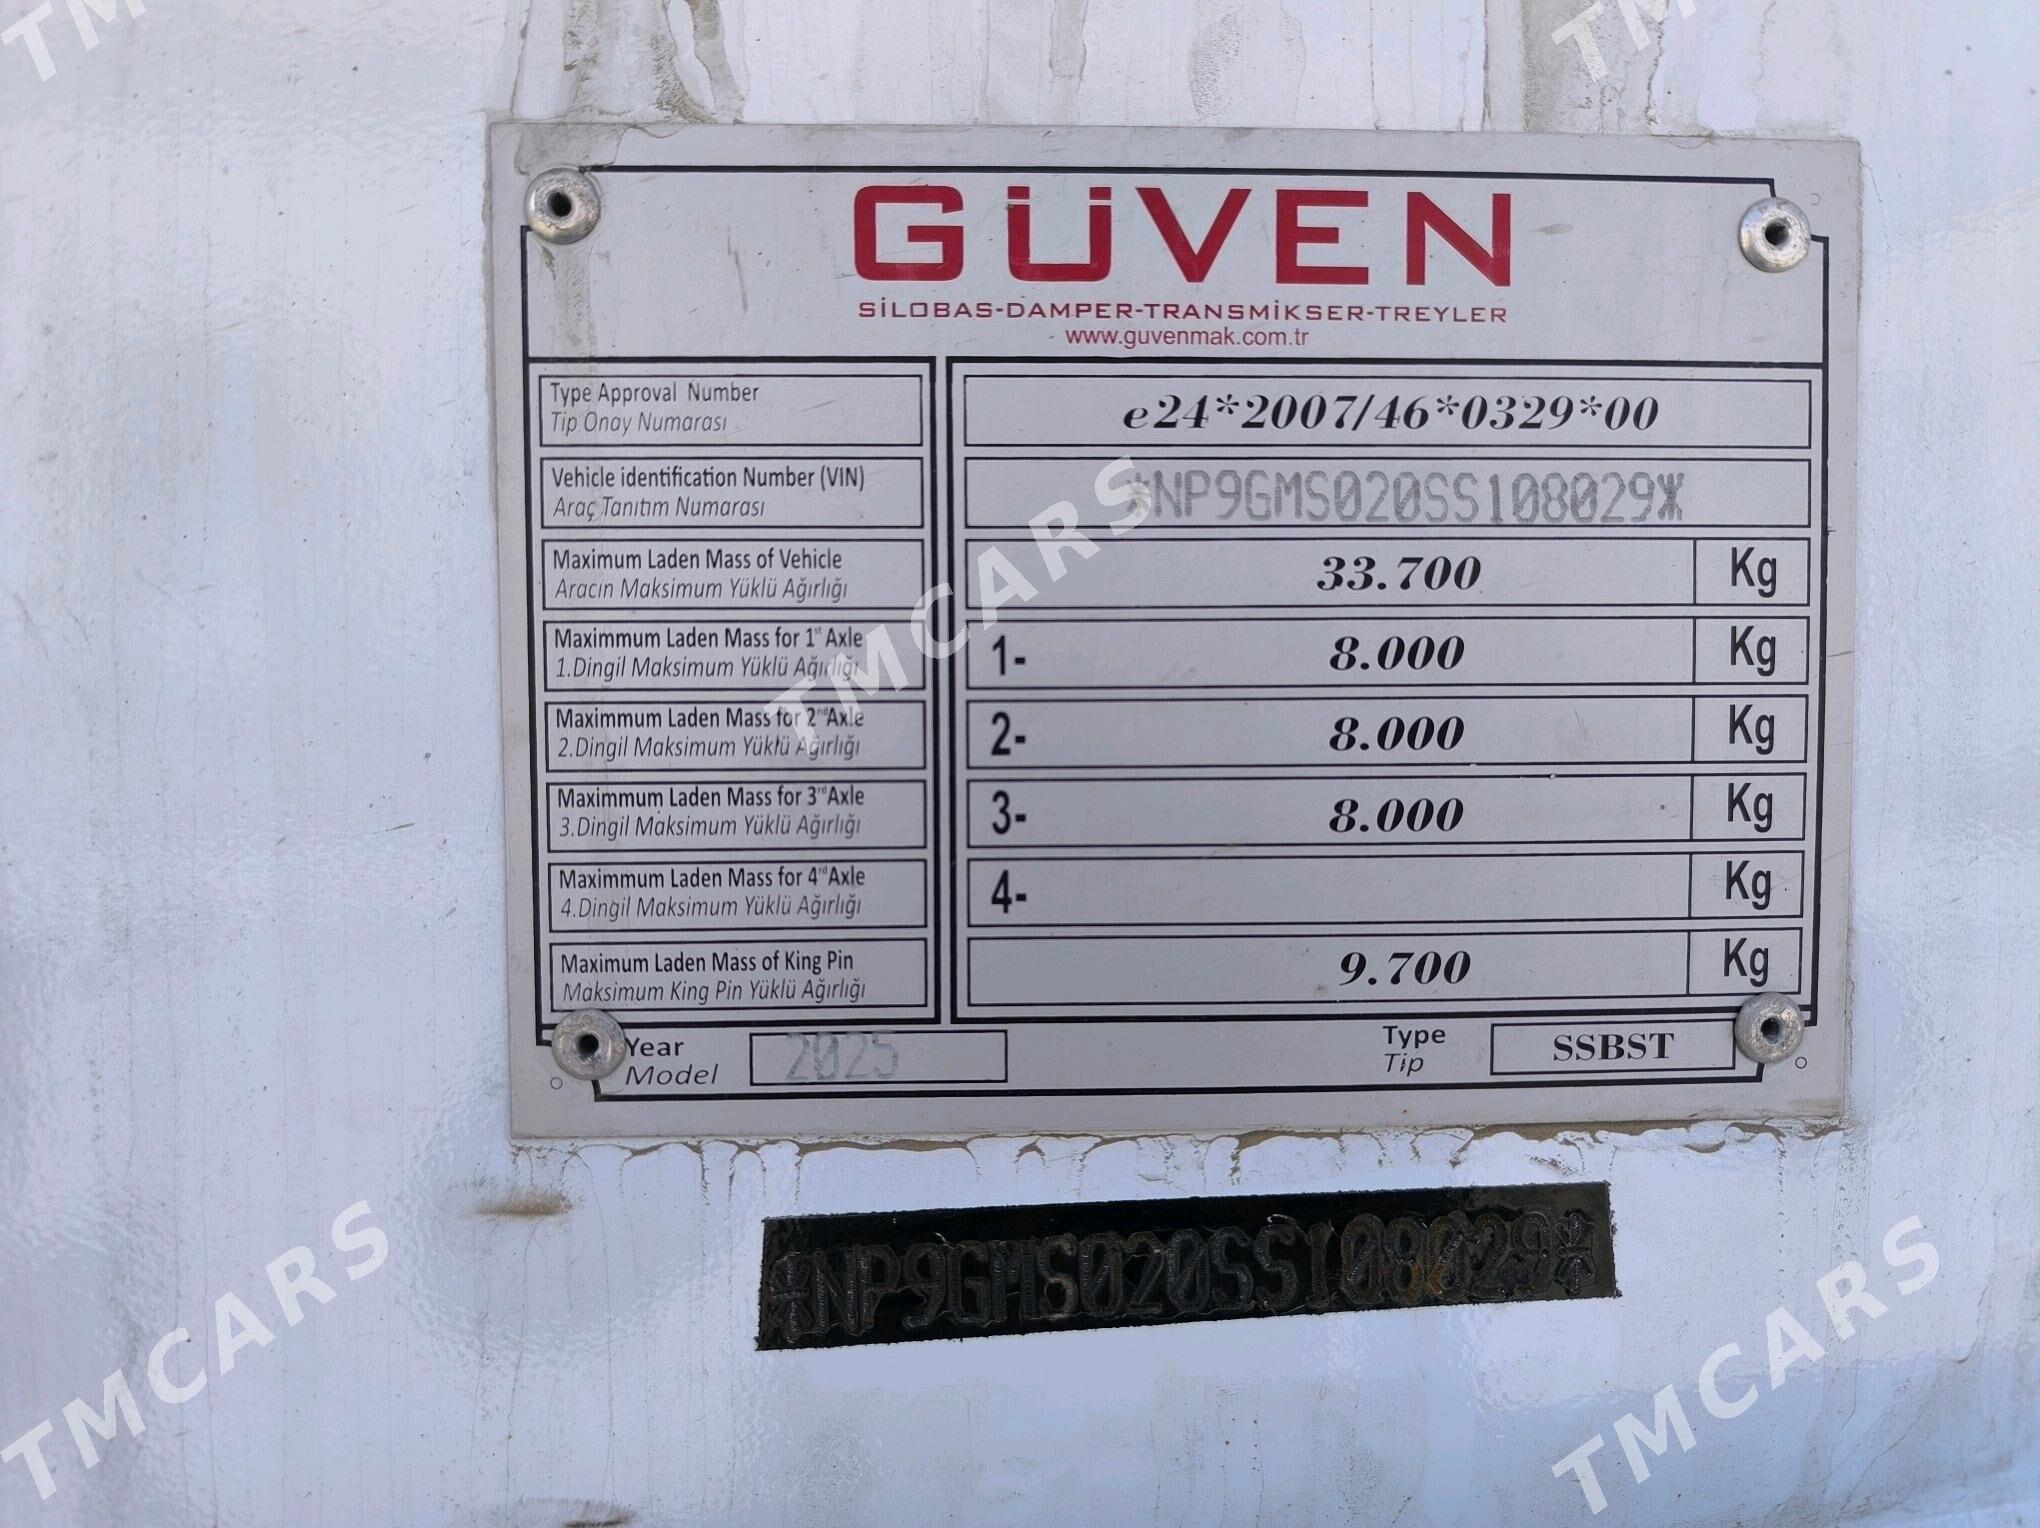 GÜVEN
SİLOBAS-DAMPER-TRANSMİKSER-TREYLER
www.guvenmak.com.tr
Type Approval Number
Tip Onay Numarası
e24*2007/46*0329*00
Vehicle identification Number (VIN)
Araç Tanıtım Numarası
*NP9GMS020SS108029*
Maximum Laden Mass of Vehicle
Aracın Maksimum Yüklü Ağırlığı
33.700 Kg
Maximmum Laden Mass for 1st Axle
1.Dingil Maksimum Yüklü Ağırlığı
1- 8.000 Kg
Maximmum Laden Mass for 2nd Axle
2.Dingil Maksimum Yüklü Ağırlığı
2- 8.000 Kg
Maximmum Laden Mass for 3rd Axle
3.Dingil Maksimum Yüklü Ağırlığı
3- 8.000 Kg
Maximmum Laden Mass for 4rd Axle
4.Dingil Maksimum Yüklü Ağırlığı
4- Kg
Maximum Laden Mass of King Pin
Maksimum King Pin Yüklü Ağırlığı
9.700 Kg
Year
Model
2025
Type
Tip
SSBST
*NP9GMS020SS108029*
TMCARS
TMCARS
TMCARS